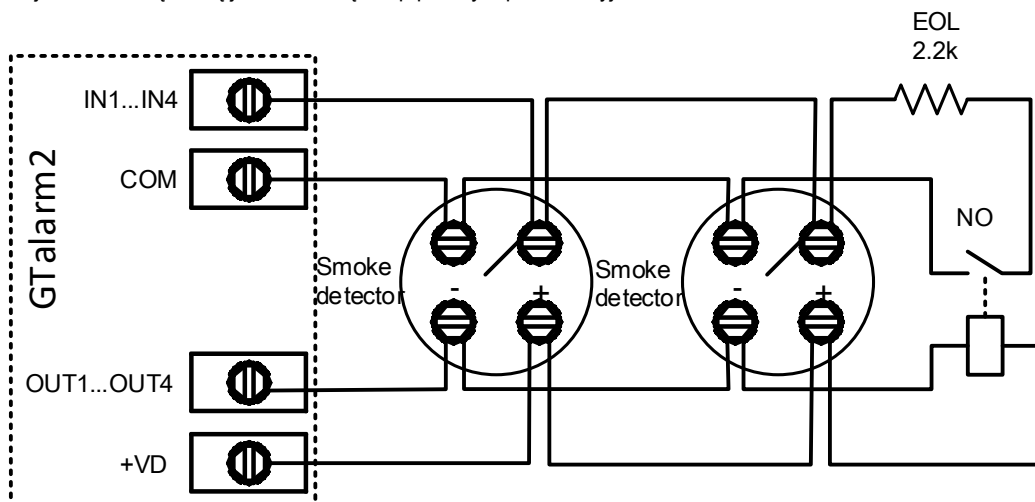 EOL
2.2k
IN1...IN4
COM
GTalarm2
NO
Smoke
detector
-
+
Smoke
detector
-
+
OUT1...OUT4
+VD